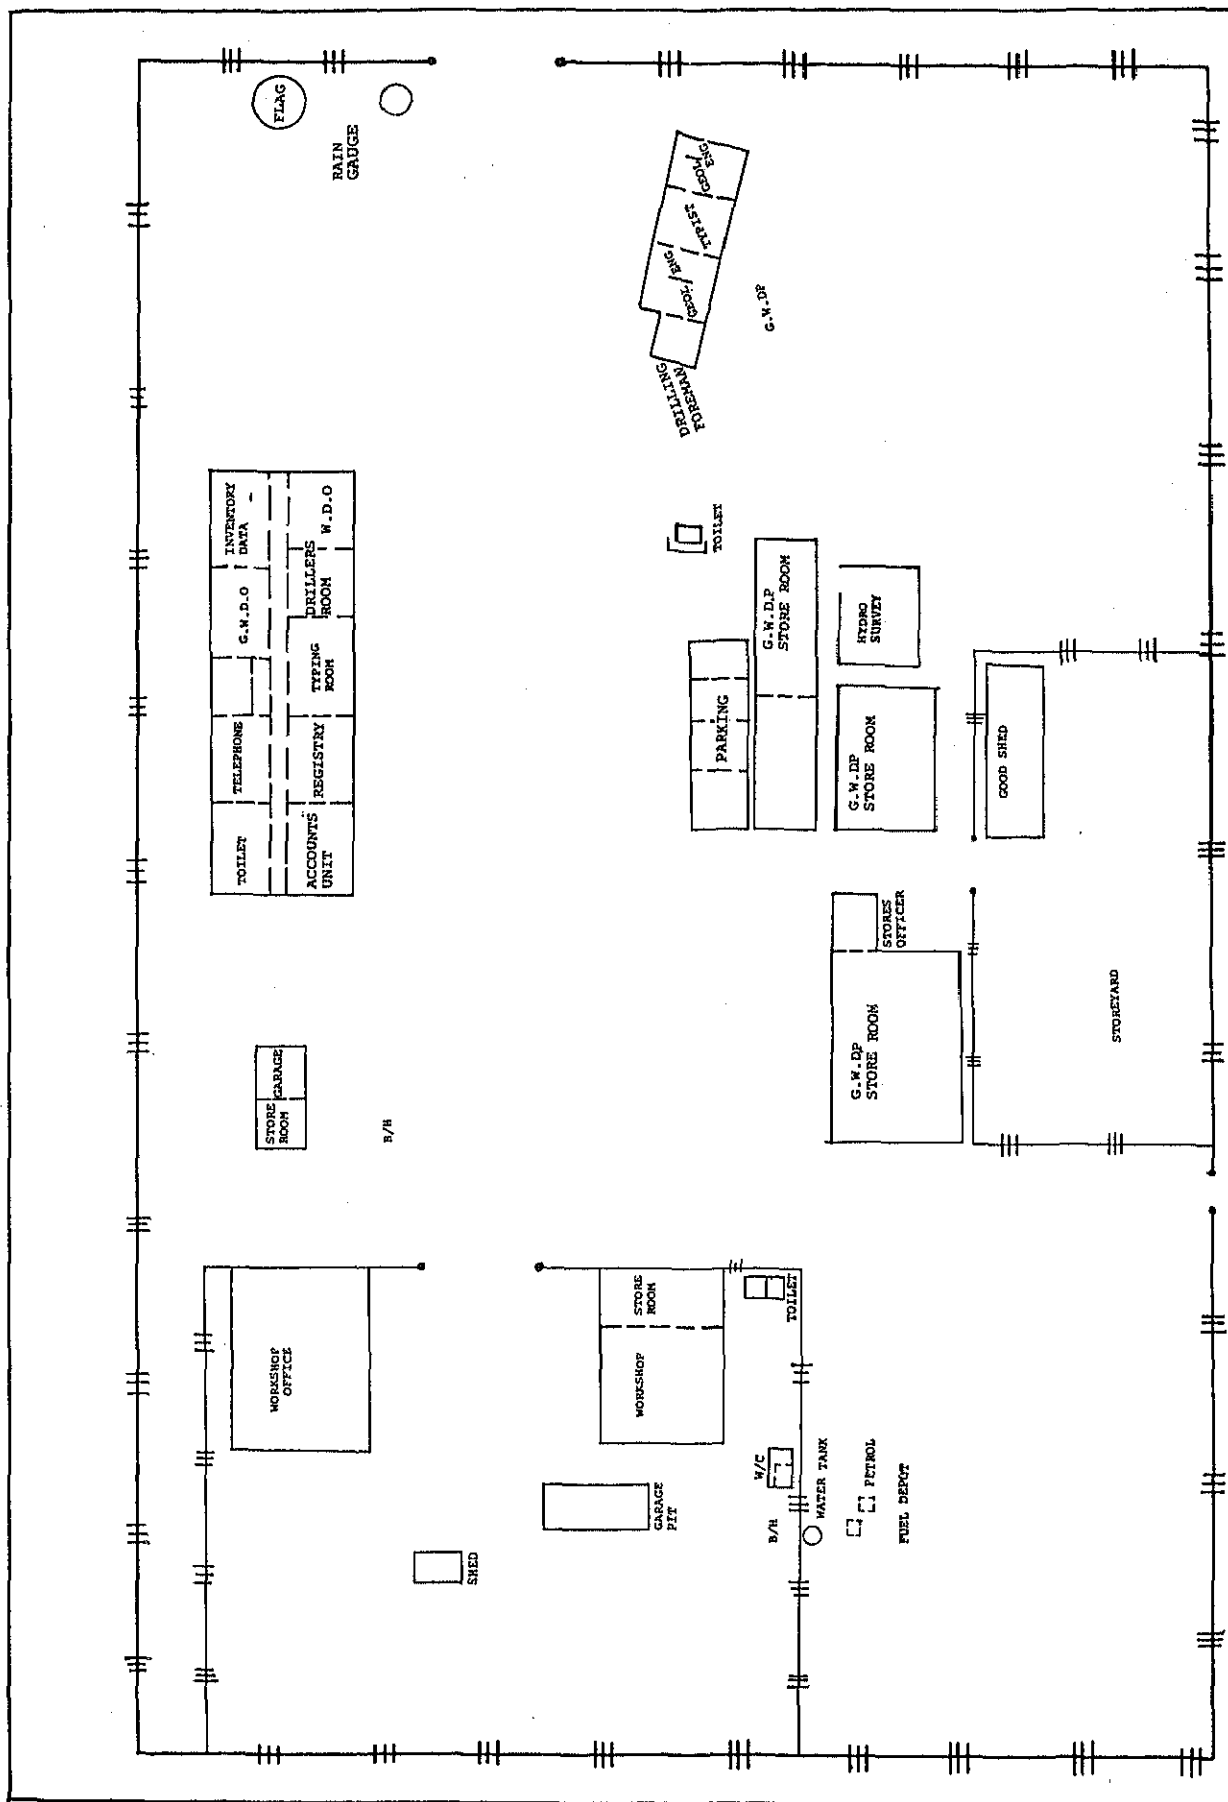 FLAG
RAIN
GAUGE
GEOL/
ENG
TYPIST
GEOL/ENG
DRILLING
FOREMAN
G.W.DP
INVENTORY
DATA
G.W.D.O
TELEPHONE
TOILET
W.D.O
DRILLERS
ROOM
TYPING
ROOM
REGISTRY
ACCOUNTS
UNIT
TOILET
G.W.D.P
STORE ROOM
PARKING
HYDRO
SURVEY
G.W.DP
STORE ROOM
GOOD SHED
STORES
OFFICER
G.W.DP
STORE ROOM
STOREYARD
STORE
ROOM
GARAGE
B/H
WORKSHOP
OFFICE
STORE
ROOM
WORKSHOP
TOILET
W/C
GARAGE
PIT
SHED
B/H
WATER TANK
PETROL
FUEL DEPOT